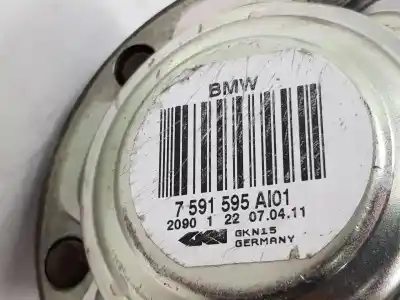 BMW
7 591 595 AI01
2090 1 22 07.04.11
GKN15
GERMANY